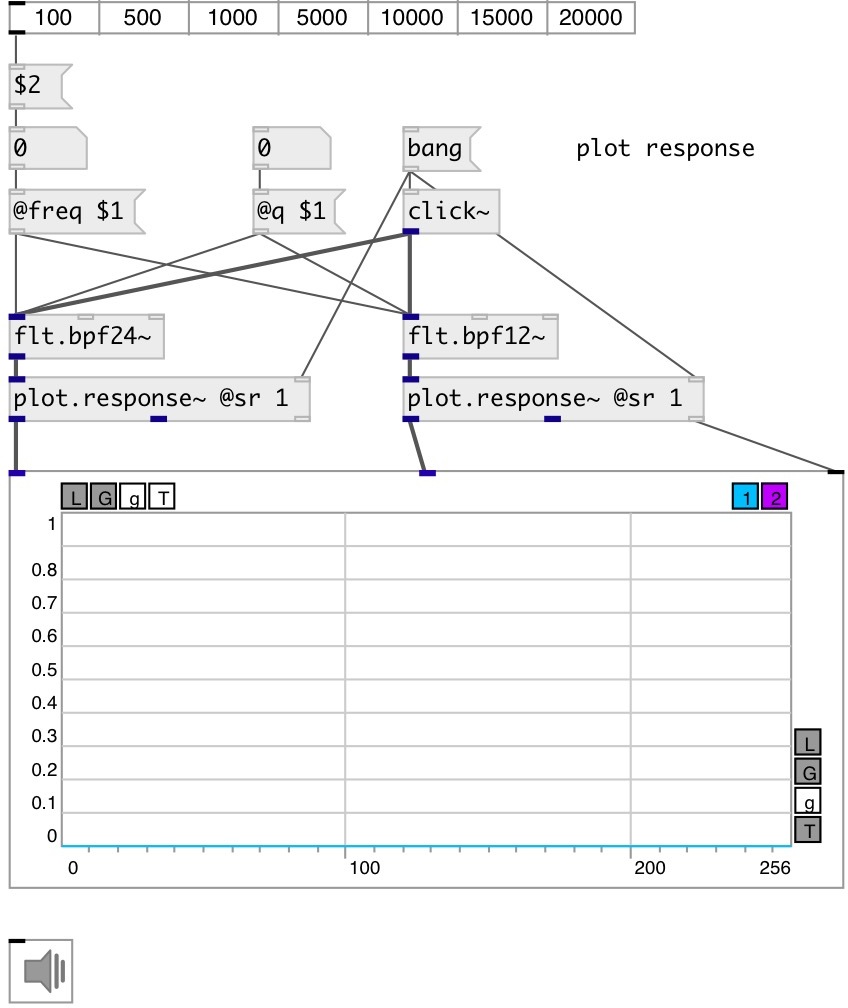 100 500 1000 5000 10000 15000 20000
$2
0 0 bang plot response
@freq $1 @q $1 click~
flt.bpf24~ flt.bpf12~
plot.response~ @sr 1 plot.response~ @sr 1
L G g T 1 2
1
0.8
0.7
0.6
0.5
0.4
0.3
L
0.2
G
0.1
g
0
T
0 100 200 256